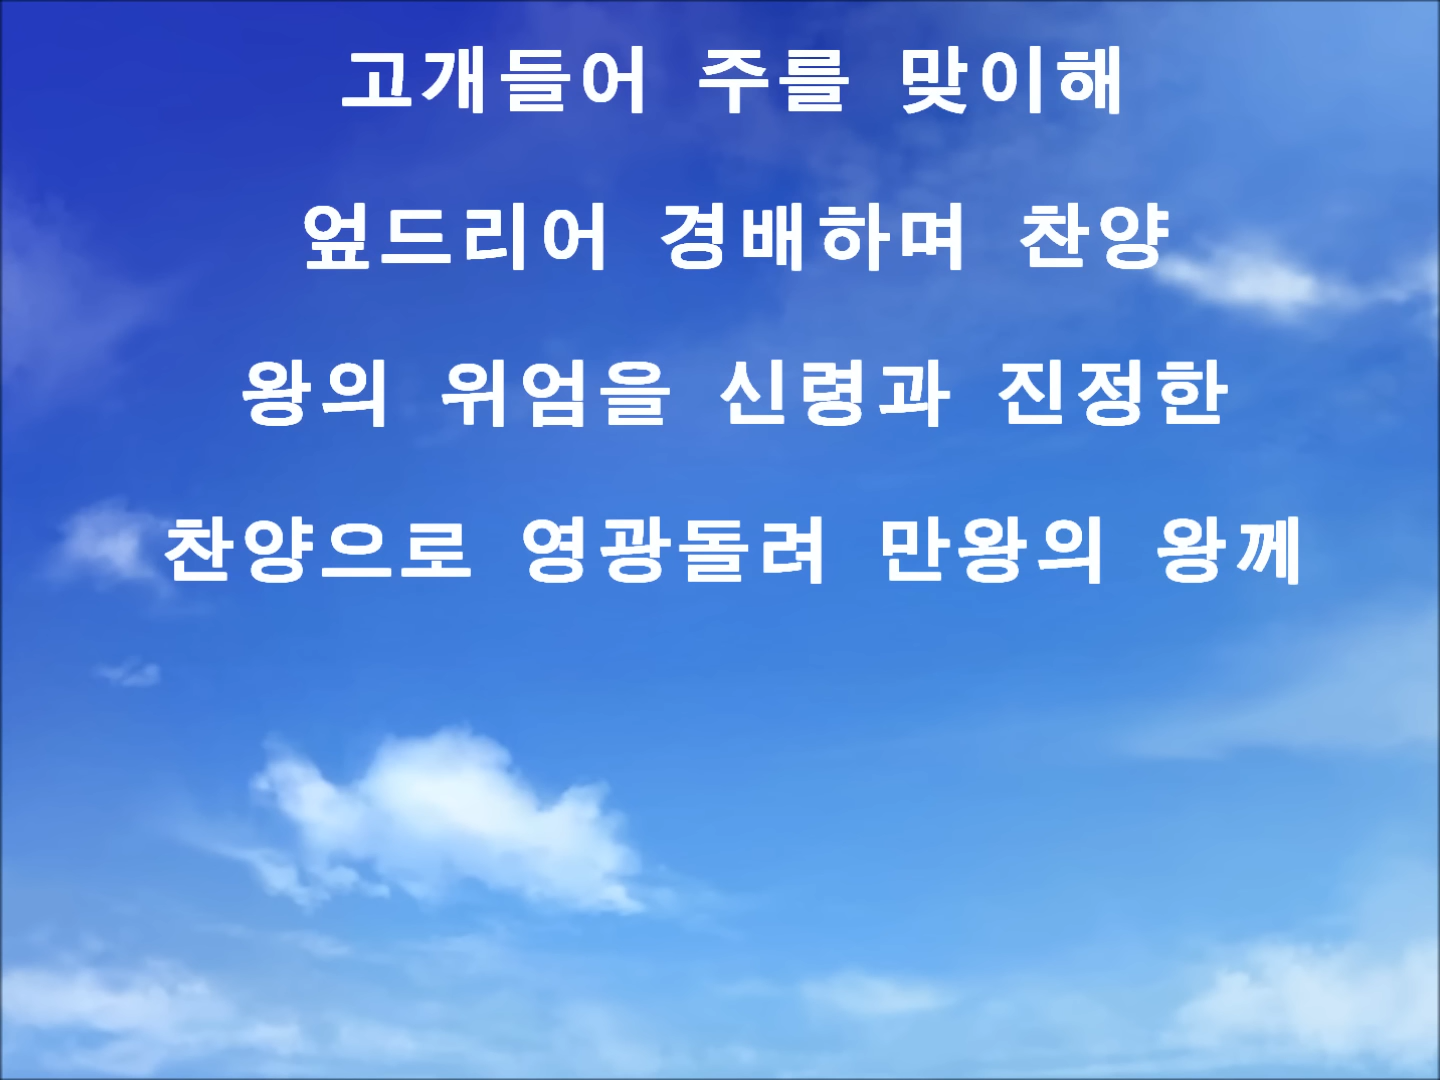 고개들어 주를 맞이해
엎드리어 경배하며 찬양
왕의 위엄을 신령과 진정한
찬양으로 영광돌려 만왕의 왕께